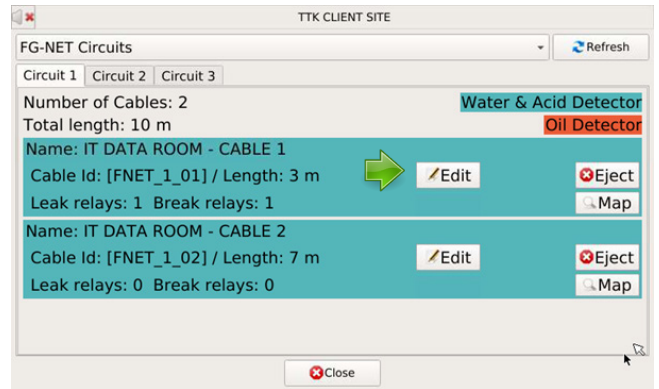 TTK CLIENT SITE
FG-NET Circuits
Refresh
Circuit 1 Circuit 2 Circuit 3
Number of Cables: 2 Water & Acid Detector
Total length: 10 m Oil Detector
Name: IT DATA ROOM - CABLE 1
Cable Id: [FNET_1_01] / Length: 3 m Edit Eject
Leak relays: 1 Break relays: 1 Map
Name: IT DATA ROOM - CABLE 2
Cable Id: [FNET_1_02] / Length: 7 m Edit Eject
Leak relays: 0 Break relays: 0 Map
Close